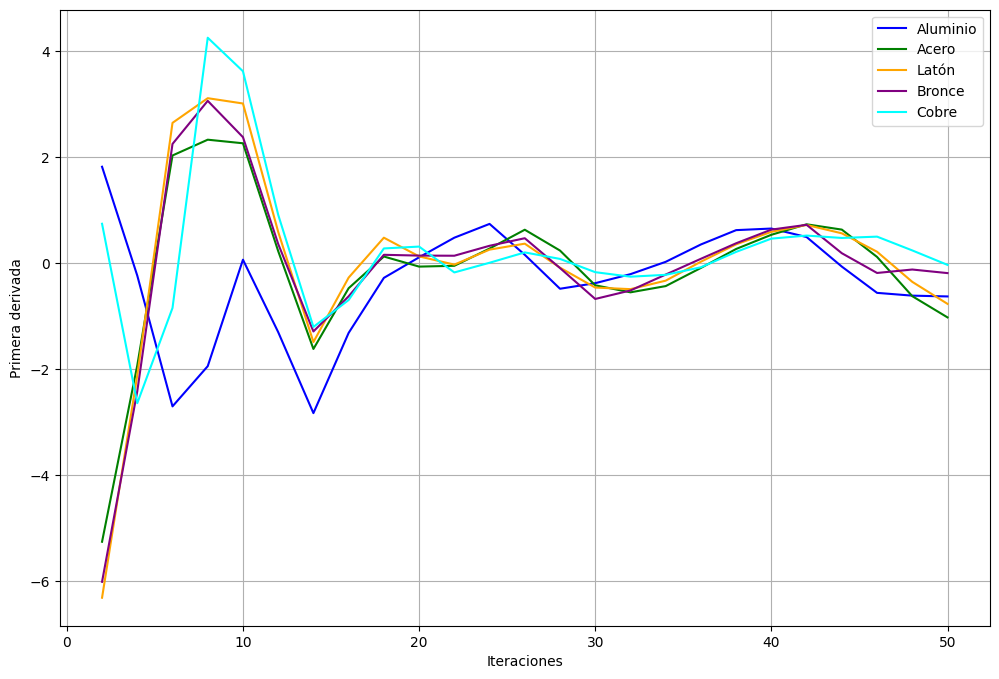 Aluminio
Acero
Latón
Bronce
Cobre
Primera derivada
4
2
0
−2
−4
−6
0
10
20
30
40
50
Iteraciones